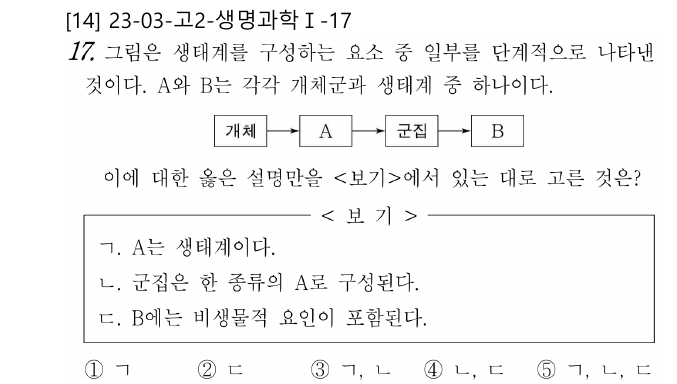 [14] 23-03-고2-생명과학Ⅰ-17
17. 그림은 생태계를 구성하는 요소 중 일부를 단계적으로 나타낸
것이다. A와 B는 각각 개체군과 생태계 중 하나이다.
개체 → A → 군집 → B
이에 대한 옳은 설명만을 <보기>에서 있는 대로 고른 것은?
< 보 기 >
ㄱ. A는 생태계이다.
ㄴ. 군집은 한 종류의 A로 구성된다.
ㄷ. B에는 비생물적 요인이 포함된다.
① ㄱ ② ㄷ ③ ㄱ, ㄴ ④ ㄴ, ㄷ ⑤ ㄱ, ㄴ, ㄷ